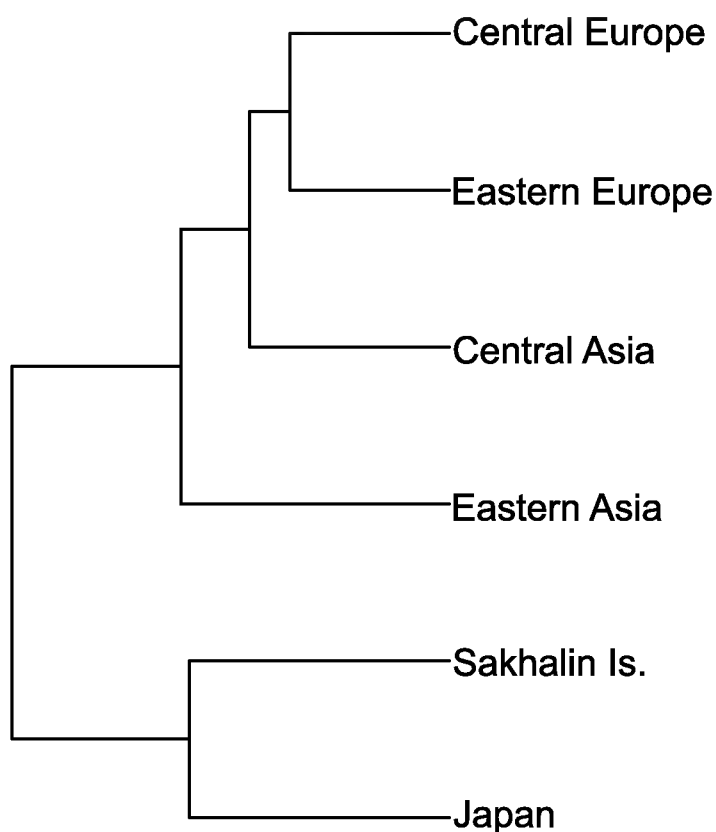 Central Europe
Eastern Europe
Central Asia
Eastern Asia
Sakhalin Is.
Japan